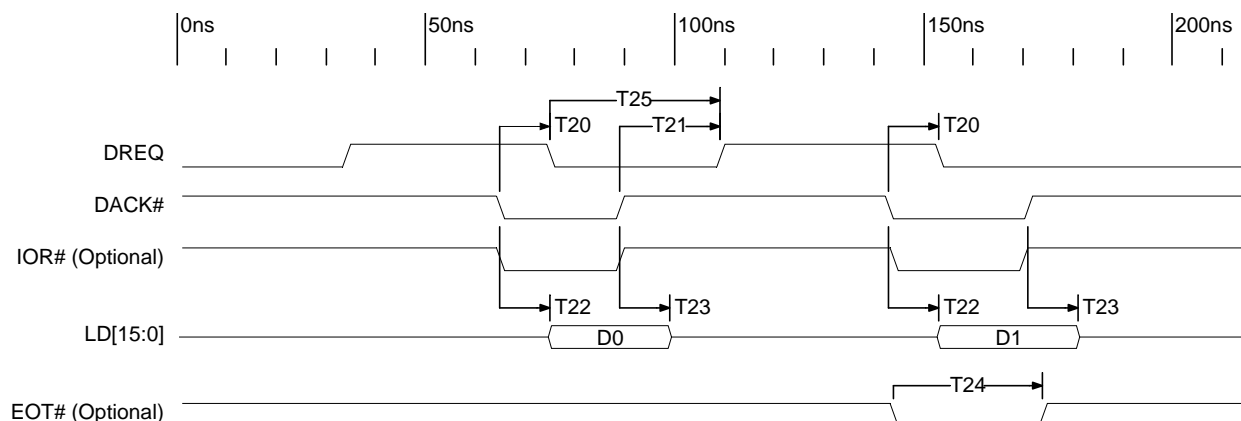 0ns 50ns 100ns 150ns 200ns
T25
T20 T21 T20
DREQ
DACK#
IOR# (Optional)
T22 T23 T22 T23
LD[15:0] D0 D1
T24
EOT# (Optional)